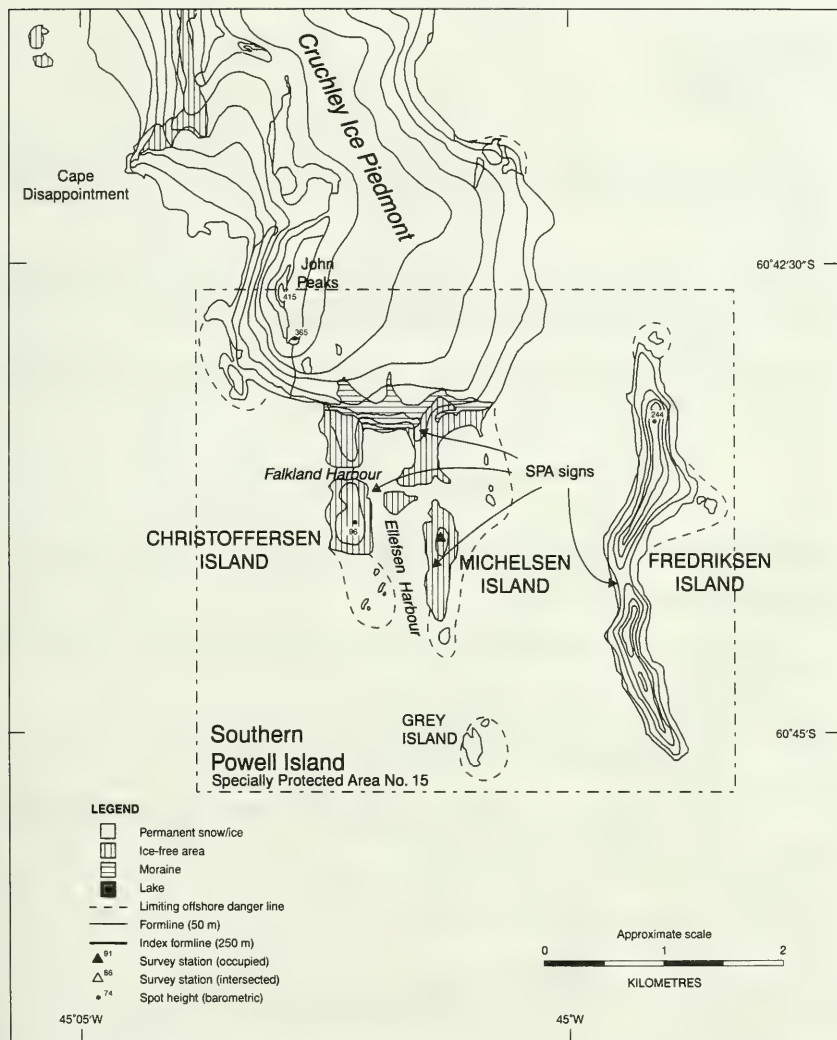 Cruchley Ice Piedmont
Cape
Disappointment
John
Peaks
415
365
60°42'30"S
244
SPA signs
Falkland Harbour
96
CHRISTOFFERSEN
ISLAND
Ellefsen Harbour
MICHELSEN
ISLAND
FREDRIKSEN
ISLAND
GREY
ISLAND
60°45'S
Southern
Powell Island
Specially Protected Area No. 15
LEGEND
Permanent snow/ice
Ice-free area
Moraine
Lake
Limiting offshore danger line
Formline (50 m)
Index formline (250 m)
91 Survey station (occupied)
86 Survey station (intersected)
74 Spot height (barometric)
Approximate scale
0 1 2
KILOMETRES
45°05'W
45°W